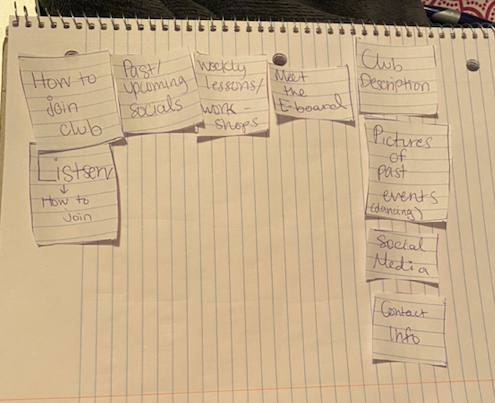 How to
join
club
Past/
upcoming
socials
Weekly
lessons/
work-
shops
Meet
the
E-board
Club
Description
Listserv
↓
How to
Join
Pictures
of
past
events
(dancing)
Social
Media
Contact
Info